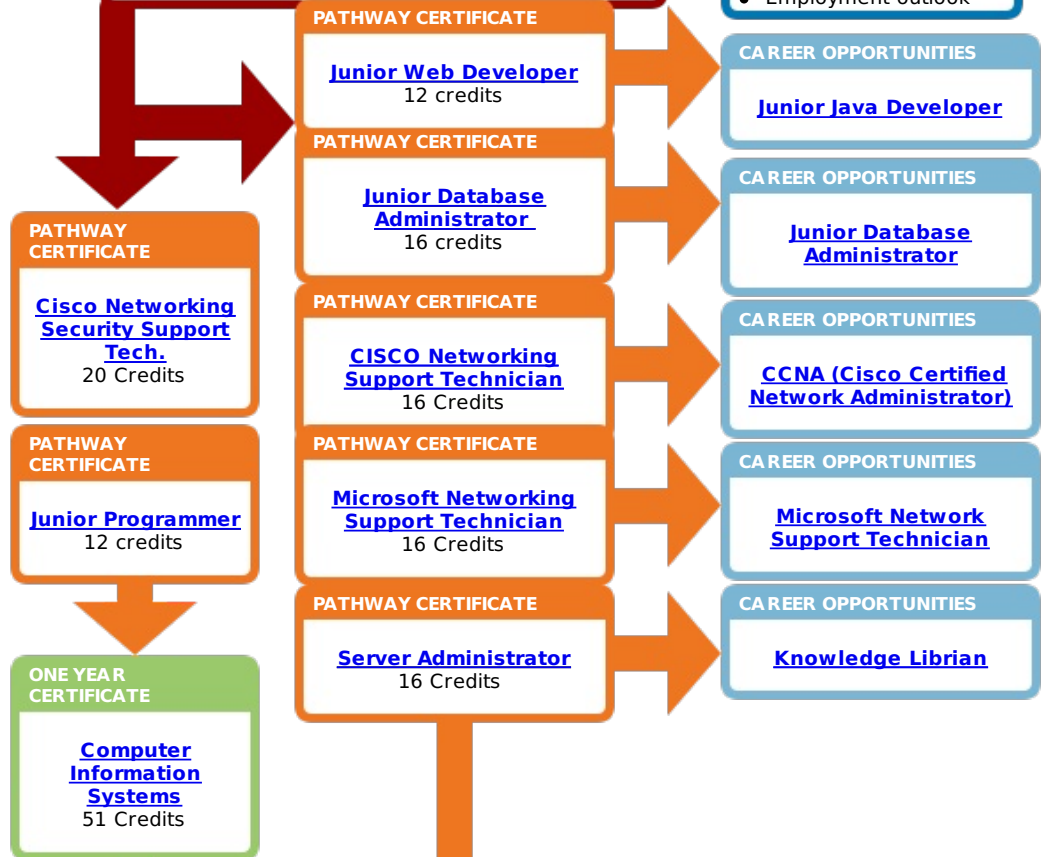 • Employment outlook
PATHWAY CERTIFICATE
Junior Web Developer
12 credits
CAREER OPPORTUNITIES
Junior Java Developer
PATHWAY CERTIFICATE
Junior Database
Administrator
16 credits
CAREER OPPORTUNITIES
Junior Database
Administrator
PATHWAY
CERTIFICATE
Cisco Networking
Security Support
Tech.
20 Credits
PATHWAY CERTIFICATE
CISCO Networking
Support Technician
16 Credits
CAREER OPPORTUNITIES
CCNA (Cisco Certified
Network Administrator)
PATHWAY
CERTIFICATE
Junior Programmer
12 credits
PATHWAY CERTIFICATE
Microsoft Networking
Support Technician
16 Credits
CAREER OPPORTUNITIES
Microsoft Network
Support Technician
PATHWAY CERTIFICATE
Server Administrator
16 Credits
CAREER OPPORTUNITIES
Knowledge Librian
ONE YEAR
CERTIFICATE
Computer
Information
Systems
51 Credits